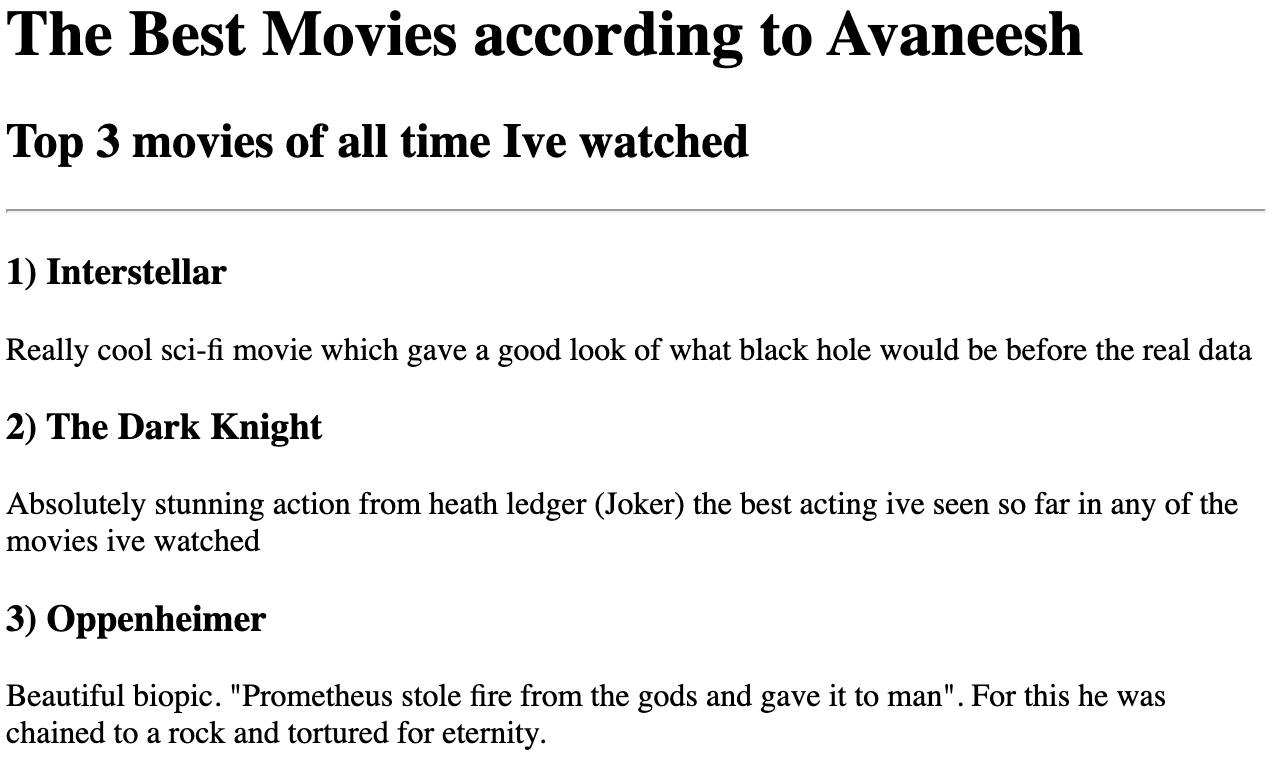 The Best Movies according to Avaneesh
Top 3 movies of all time Ive watched
1) Interstellar
Really cool sci-fi movie which gave a good look of what black hole would be before the real data
2) The Dark Knight
Absolutely stunning action from heath ledger (Joker) the best acting ive seen so far in any of the
movies ive watched
3) Oppenheimer
Beautiful biopic. "Prometheus stole fire from the gods and gave it to man". For this he was
chained to a rock and tortured for eternity.